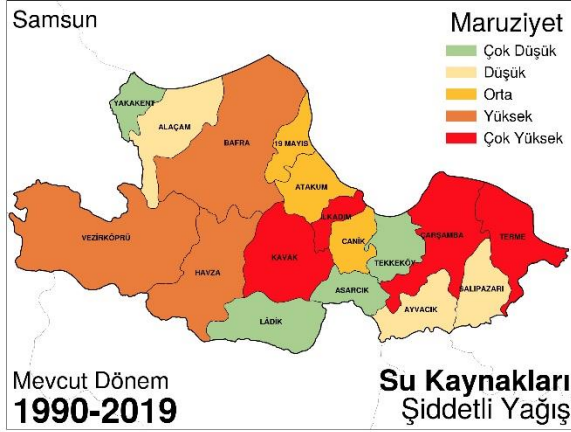 Samsun
Maruziyet
Çok Düşük
Düşük
Orta
Yüksek
Çok Yüksek
YAKAKENT
ALAÇAM
BAFRA
19 MAYIS
ATAKUM
İLKADIM
CANİK
TEKKEKÖY
ÇARŞAMBA
TERME
VEZİRKÖPRÜ
HAVZA
KAVAK
ASARCIK
SALIPAZARI
AYVACIK
LÂDİK
Mevcut Dönem
1990-2019
Su Kaynakları
Şiddetli Yağış